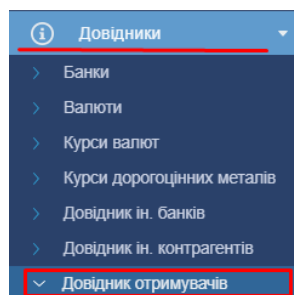 Довідники
Банки
Валюти
Курси валют
Курси дорогоцінних металів
Довідник ін. банків
Довідник ін. контрагентів
Довідник отримувачів